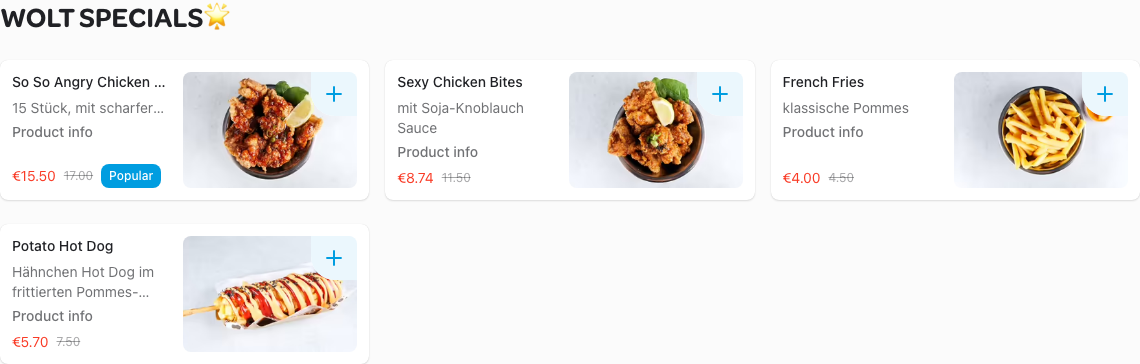 WOLT SPECIALS🌟
So So Angry Chicken ...
15 Stück, mit scharfer...
Product info
€15.50 17.00 Popular
Sexy Chicken Bites
mit Soja-Knoblauch
Sauce
Product info
€8.74 11.50
French Fries
klassische Pommes
Product info
€4.00 4.50
Potato Hot Dog
Hähnchen Hot Dog im
frittierten Pommes-...
Product info
€5.70 7.50